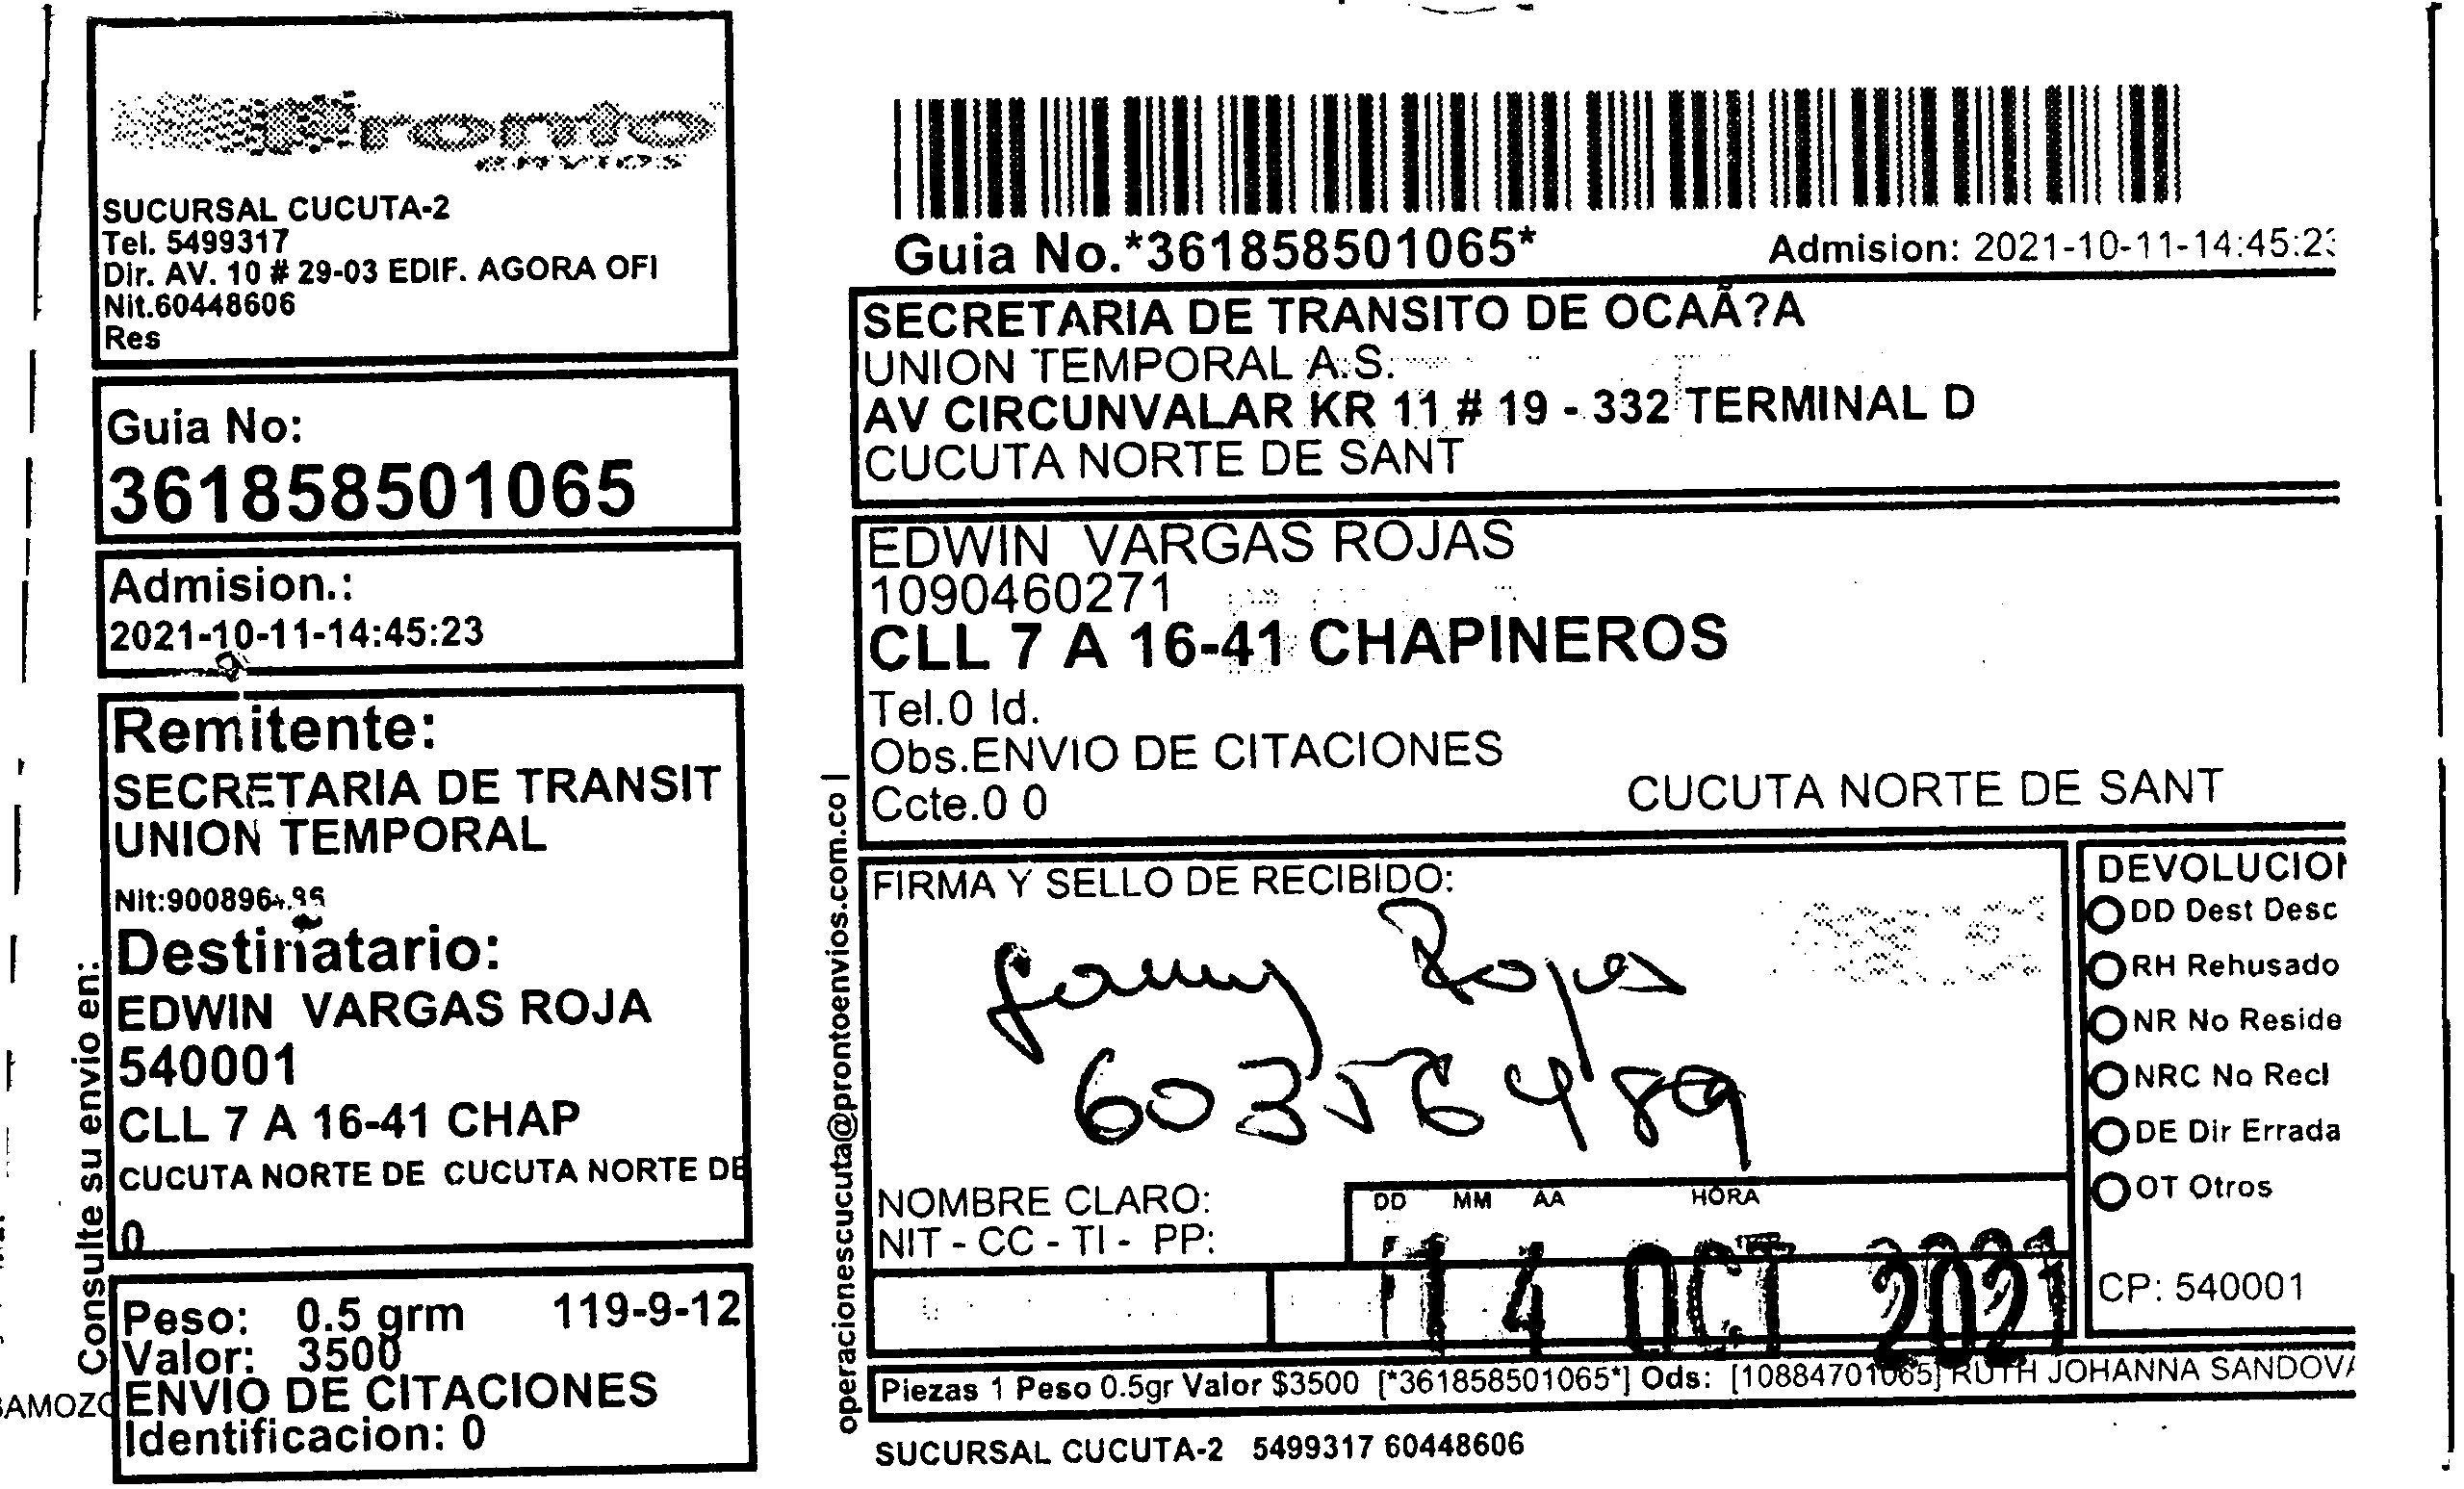 Pronto
envios
SUCURSAL CUCUTA-2
Tel. 5499317
Dir. AV. 10 # 29-03 EDIF. AGORA OFI
Nit.60448606
Res
Guia No:
361858501065
Admision.:
2021-10-11-14:45:23
Remitente:
SECRETARIA DE TRANSIT
UNION TEMPORAL
Destinatario:
EDWIN VARGAS ROJA
540001
CLL 7 A 16-41 CHAP
CUCUTA NORTE DE CUCUTA NORTE DE
0
Peso: 0.5 grm 119-9-12
Valor: 3500
ENVIO DE CITACIONES
Identificacion: 0
Consulte su envio en:
Guia No.*361858501065*
Admision: 2021-10-11-14:45:23
SECRETARIA DE TRANSITO DE OCAÃ?A
UNION TEMPORAL A.S.
AV CIRCUNVALAR KR 11 # 19 - 332 TERMINAL D
CUCUTA NORTE DE SANT
EDWIN VARGAS ROJAS
1090460271
CLL 7 A 16-41 CHAPINEROS
Tel.0 Id.
Obs.ENVIO DE CITACIONES
Ccte.0 0
CUCUTA NORTE DE SANT
operacionescucuta@prontoenvios.com.co |
FIRMA Y SELLO DE RECIBIDO:
Rojas
60356489
NOMBRE CLARO:
NIT - CC - TI - PP:
DD MM AA HORA
14 OCT 2021
DEVOLUCION
DD Dest Desc
RH Rehusado
NR No Reside
NRC No Recl
DE Dir Errada
OT Otros
CP: 540001
Piezas 1 Peso 0.5gr Valor $3500 [*361858501065*] Ods: [10884701065] RUTH JOHANNA SANDOVA
SUCURSAL CUCUTA-2 5499317 60448606